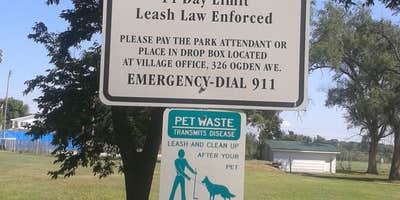 14 Day Limit
Leash Law Enforced
PLEASE PAY THE PARK ATTENDANT OR
PLACE IN DROP BOX LOCATED
AT VILLAGE OFFICE, 326 OGDEN AVE.
EMERGENCY-DIAL 911
PET WASTE
TRANSMITS DISEASE
LEASH AND CLEAN UP
AFTER YOUR
PET